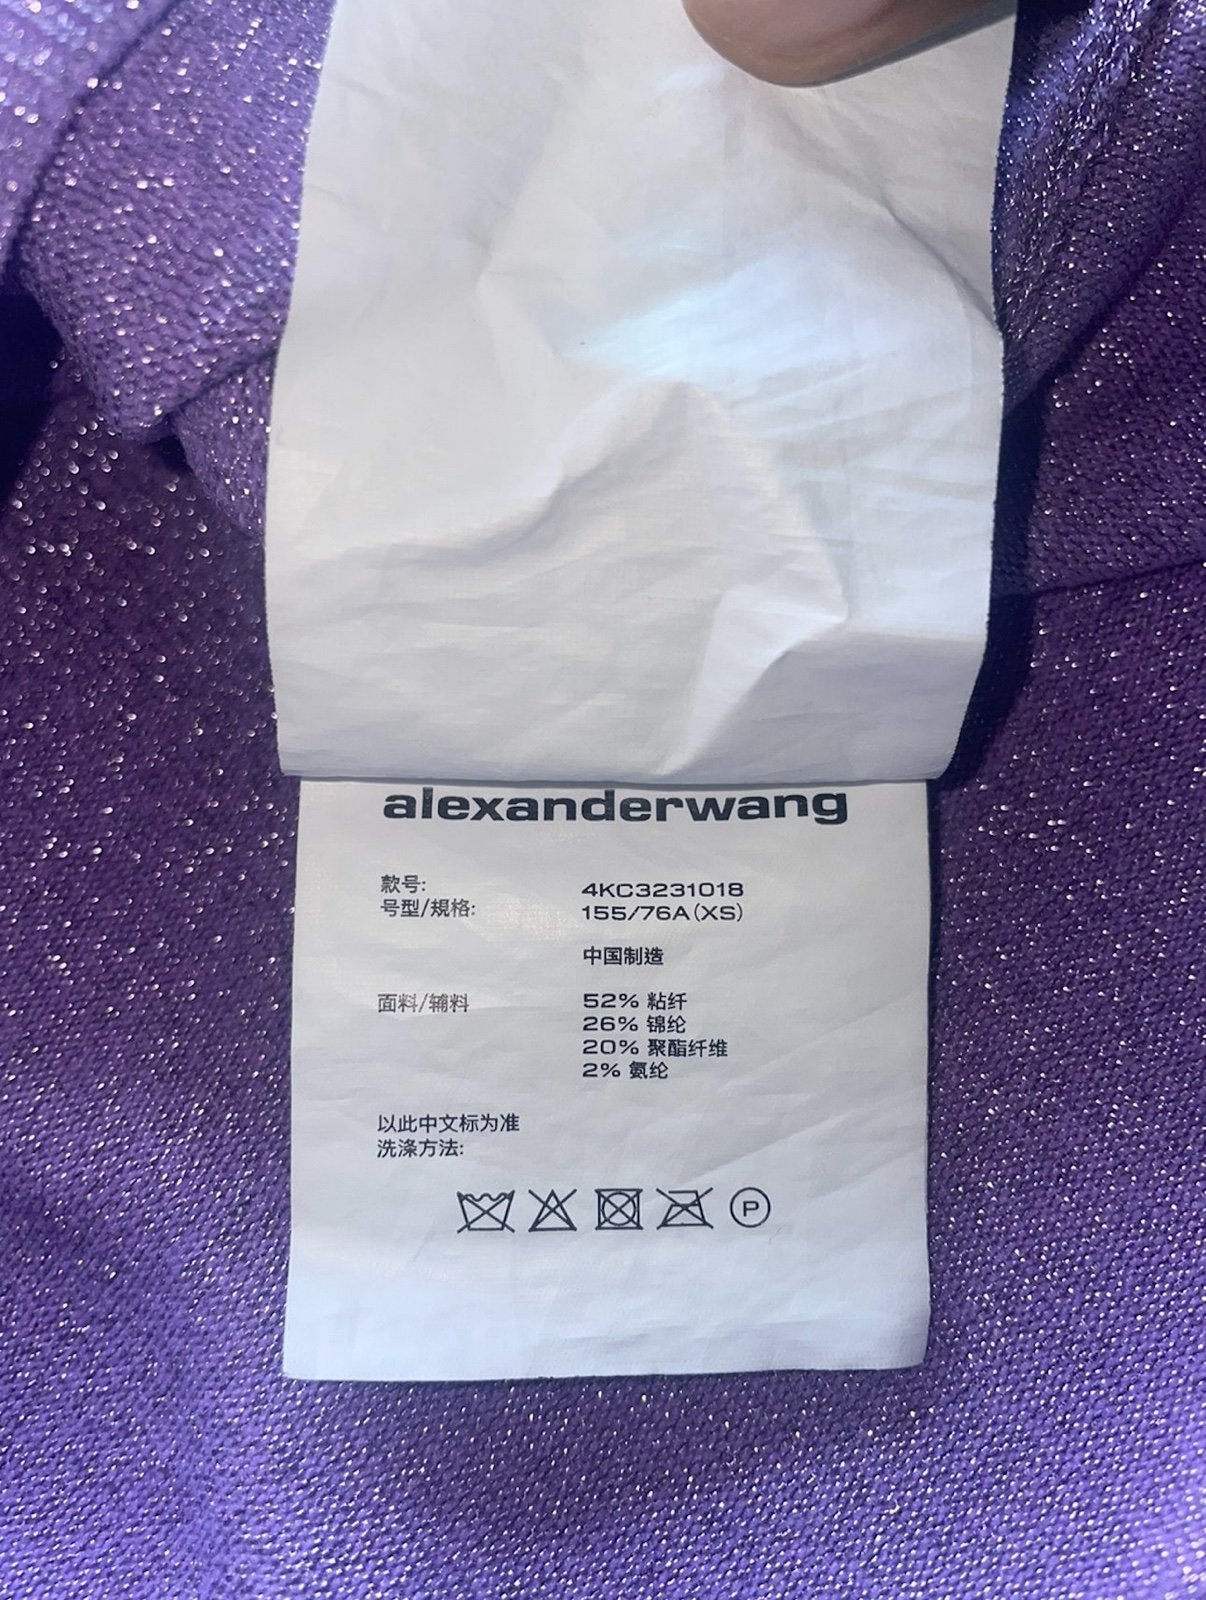 alexanderwang
款号: 4KC3231018
号型/规格: 155/76A(XS)
中国制造
面料/辅料 52% 粘纤
26% 锦纶
20% 聚酯纤维
2% 氨纶
以此中文标为准
洗涤方法:
P